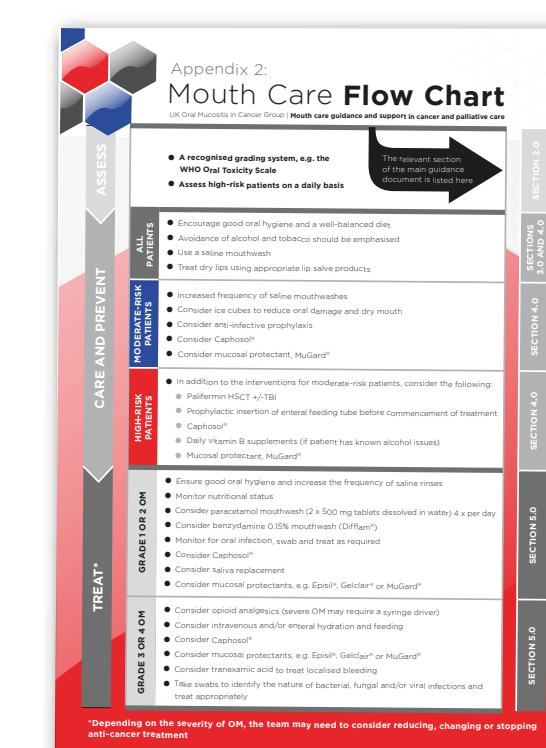 Appendix 2:
Mouth Care Flow Chart
UK Oral Mucositis in Cancer Group | Mouth care guidance and support in cancer and palliative care
ASSESS
A recognised grading system, e.g. the
WHO Oral Toxicity Scale
Assess high-risk patients on a daily basis
The relevant section
of the main guidance
document is listed here
SECTION 2.0
CARE AND PREVENT
ALL
PATIENTS
Encourage good oral hygiene and a well-balanced diet
Avoidance of alcohol and tobacco should be emphasised
Use a saline mouthwash
Treat dry lips using appropriate lip salve products
SECTIONS
3.0 AND 4.0
MODERATE-RISK
PATIENTS
Increased frequency of saline mouthwashes
Consider ice cubes to reduce oral damage and dry mouth
Consider anti-infective prophylaxis
Consider Caphosol®
Consider mucosal protectant, MuGard®
SECTION 4.0
HIGH-RISK
PATIENTS
In addition to the interventions for moderate-risk patients, consider the following:
Palifermin HSCT +/-TBI
Prophylactic insertion of enteral feeding tube before commencement of treatment
Caphosol®
Daily vitamin B supplements (if patient has known alcohol issues)
Mucosal protectant, MuGard®
SECTION 4.0
TREAT*
GRADE 1 OR 2 OM
Ensure good oral hygiene and increase the frequency of saline rinses
Monitor nutritional status
Consider paracetamol mouthwash (2 x 500 mg tablets dissolved in water) 4 x per day
Consider benzydamine 0.15% mouthwash (Difflam®)
Monitor for oral infection, swab and treat as required
Consider Caphosol®
Consider saliva replacement
Consider mucosal protectants, e.g. Episil®, Gelclair® or MuGard®
SECTION 5.0
GRADE 3 OR 4 OM
Consider opioid analgesics (severe OM may require a syringe driver)
Consider intravenous and/or enteral hydration and feeding
Consider Caphosol®
Consider mucosal protectants, e.g. Episil®, Gelclair® or MuGard®
Consider tranexamic acid to treat localised bleeding
Take swabs to identify the nature of bacterial, fungal and/or viral infections and
treat appropriately
SECTION 5.0
*Depending on the severity of OM, the team may need to consider reducing, changing or stopping
anti-cancer treatment